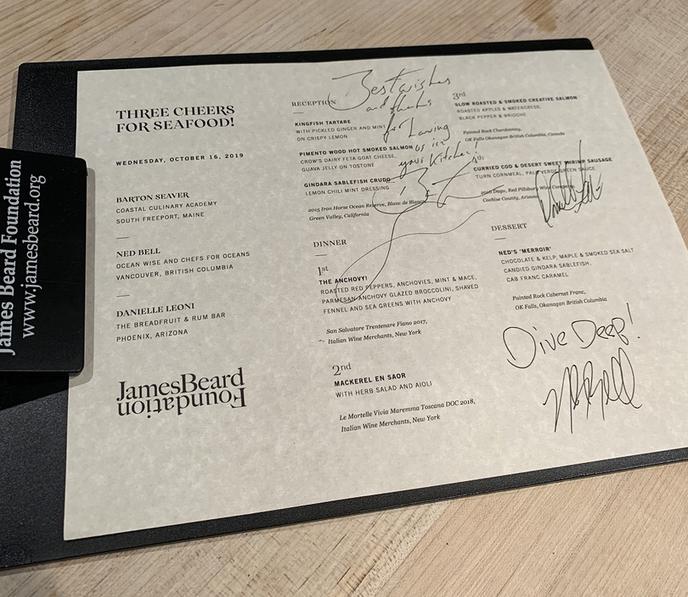 James Beard Foundation
www.jamesbeard.org
THREE CHEERS
FOR SEAFOOD!
WEDNESDAY, OCTOBER 16, 2019
BARTON SEAVER
COASTAL CULINARY ACADEMY
SOUTH FREEPORT, MAINE
NED BELL
OCEAN WISE AND CHEFS FOR OCEANS
VANCOUVER, BRITISH COLUMBIA
DANIELLE LEONI
THE BREADFRUIT & RUM BAR
PHOENIX, ARIZONA
JamesBeard
Foundation
Best wishes
and thanks
for having
us in
your kitchen!
RECEPTION
KINGFISH TARTARE
WITH PICKLED GINGER AND MINT
ON CRISPY LEMON
PIMENTO WOOD HOT SMOKED SALMON
CROW'S DAIRY FETA GOAT CHEESE,
GUAVA JELLY ON TOSTONE
GINDARA SABLEFISH CRUDO
LEMON CHILI MINT DRESSING
2015 Iron Horse Ocean Reserve, Blanc de Blancs
Green Valley, California
DINNER
1st
THE ANCHOVY!
ROASTED RED PEPPERS, ANCHOVIES, MINT & MACE,
PARMESAN-ANCHOVY GLAZED BROCCOLINI, SHAVED
FENNEL AND SEA GREENS WITH ANCHOVY
San Salvatore Trentenare Fiano 2017,
Italian Wine Merchants, New York
2nd
MACKEREL EN SAOR
WITH HERB SALAD AND AIOLI
Le Mortelle Vivia Maremma Toscana DOC 2018,
Italian Wine Merchants, New York
3rd
SLOW ROASTED & SMOKED CREATIVE SALMON
ROASTED APPLES & WATERCRESS,
BLACK PEPPER & BRIOCHE
Painted Rock Chardonnay,
OK Falls, Okanagan British Columbia, Canada
CURRIED COD & DESERT SWEET SHRIMP SAUSAGE
TURN CORNMEAL, PALO VERDE GREEN SAUCE
Cochise County, Arizona
DESSERT
NED'S "MERROIR"
CHOCOLATE & KELP, MAPLE & SMOKED SEA SALT
CANDIED GINDARA SABLEFISH,
CAB FRANC CARAMEL
Painted Rock Cabernet Franc,
OK Falls, Okanagan British Columbia
Dive Deep!